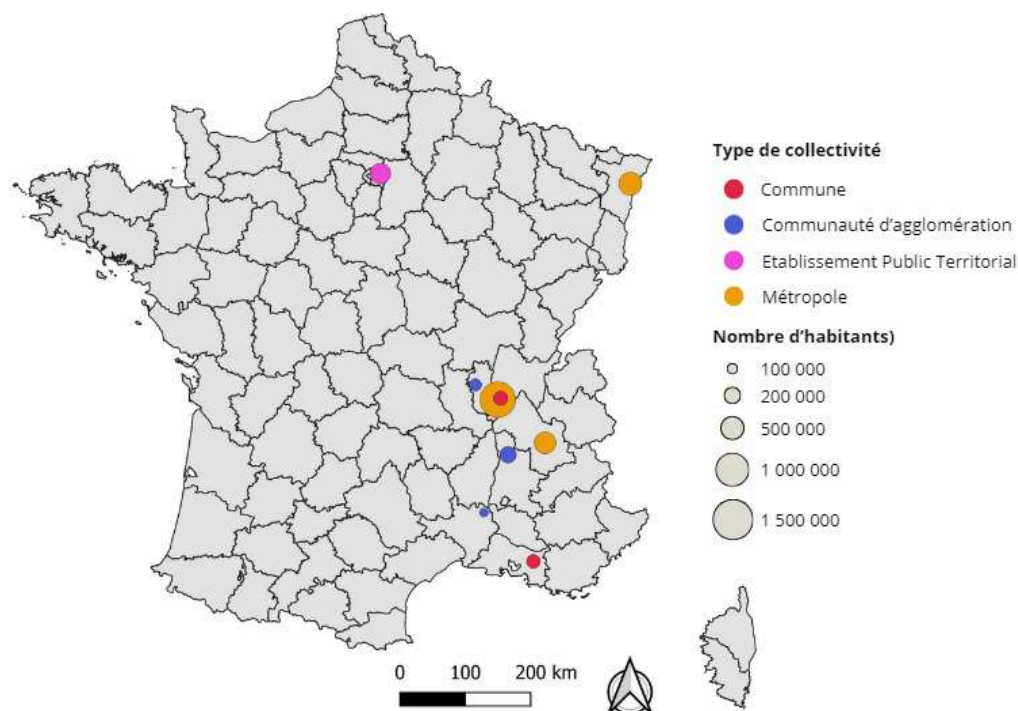 Type de collectivité
Commune
Communauté d'agglomération
Etablissement Public Territorial
Métropole
Nombre d'habitants)
100 000
200 000
500 000
1 000 000
1 500 000
0 100 200 km